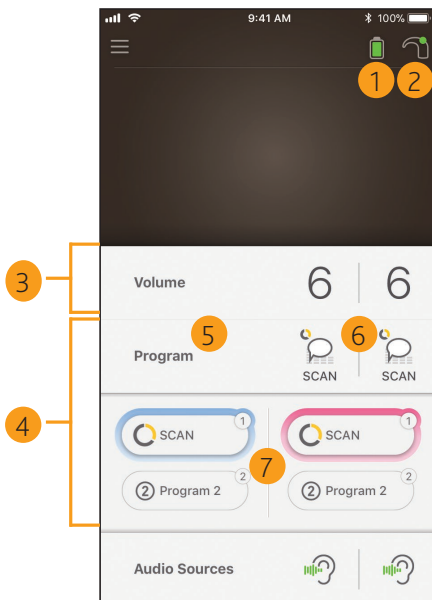 9:41 AM 100%
1 2
3
Volume 6 6
5 6
Program SCAN SCAN
4
SCAN 1 SCAN 1
7
2 Program 2 2 2 Program 2 2
Audio Sources